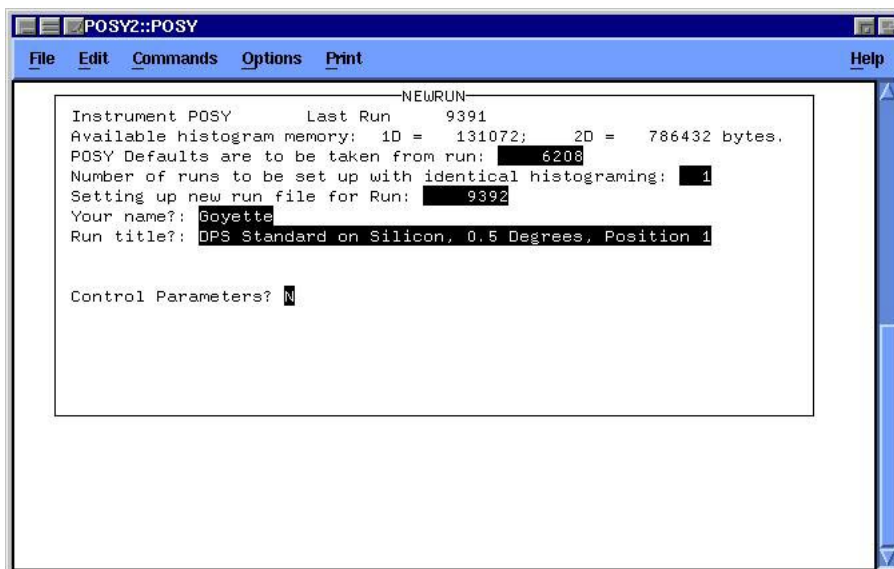 POSY2::POSY
File Edit Commands Options Print Help
NEWRUN
Instrument POSY Last Run 9391
Available histogram memory: 1D = 131072; 2D = 786432 bytes.
POSY Defaults are to be taken from run: 6208
Number of runs to be set up with identical histograming: 1
Setting up new run file for Run: 9392
Your name?: Goyette
Run title?: DPS Standard on Silicon, 0.5 Degrees, Position 1
Control Parameters? N